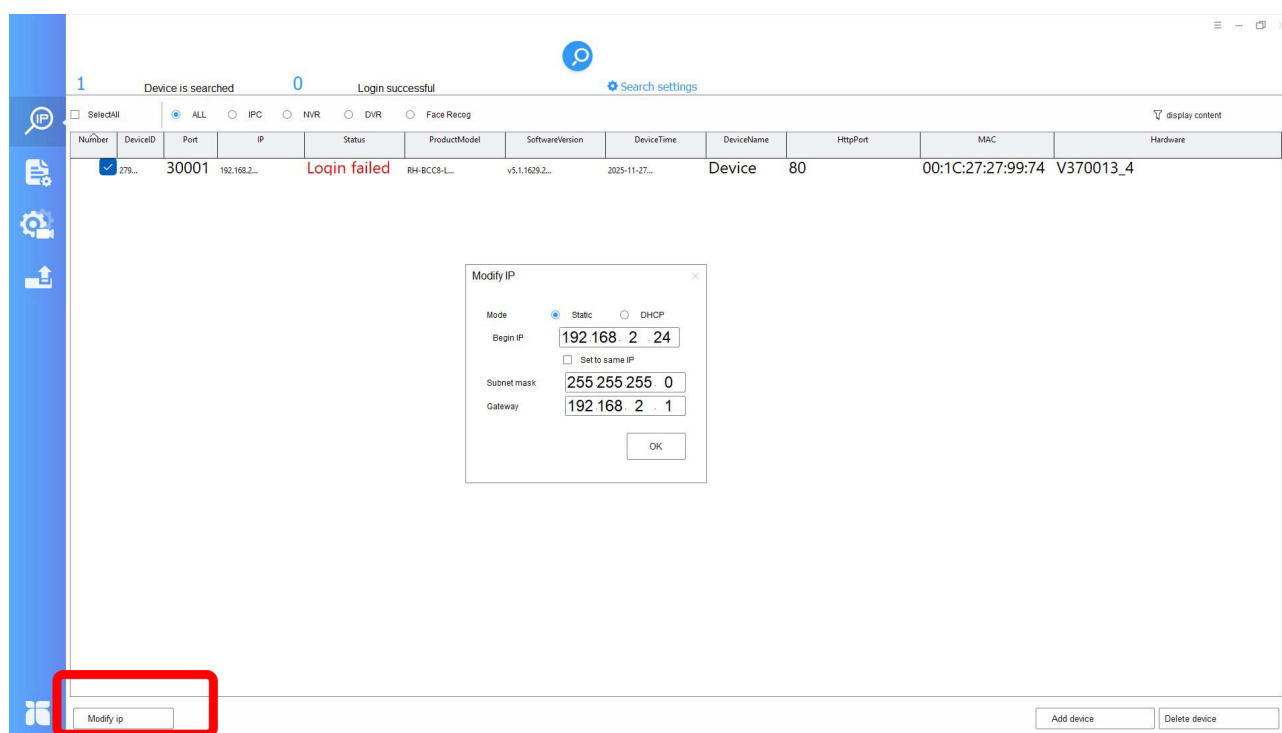 1 Device is searched 0 Login successful Search settings
IP
SelectAll ALL IPC NVR DVR Face Recog display content
Number DeviceID Port IP Status ProductModel SoftwareVersion DeviceTime DeviceName HttpPort MAC Hardware
279... 30001 192.168.2... Login failed RH-BCC8-L... v5.1.1629.2... 2025-11-27... Device 80 00:1C:27:27:99:74 V370013_4
Modify IP
Mode Static DHCP
Begin IP 192.168.2.24
Set to same IP
Subnet mask 255.255.255.0
Gateway 192.168.2.1
OK
Modify ip Add device Delete device